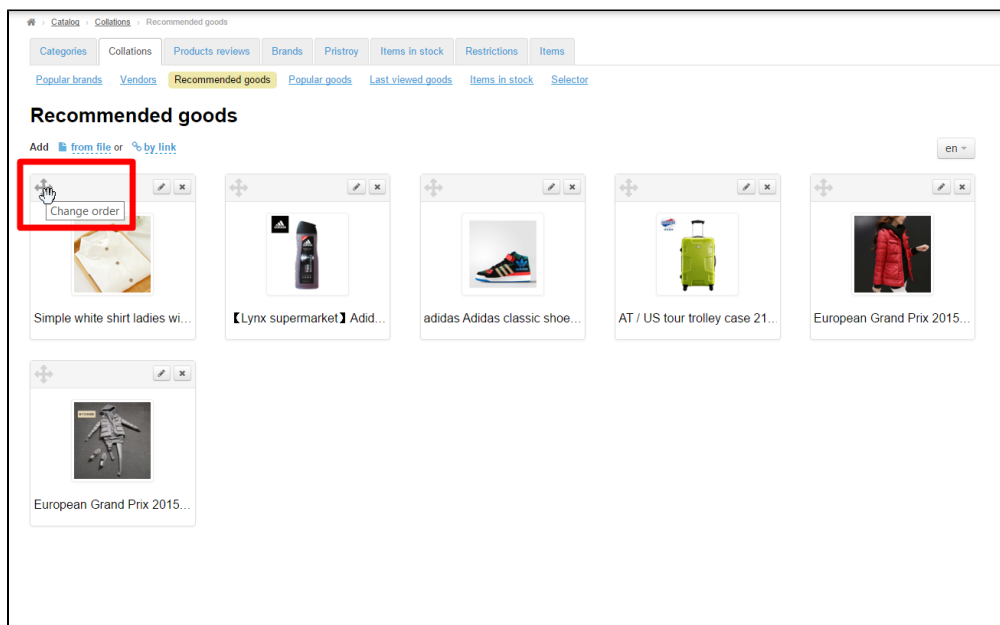 Catalog › Collations › Recommended goods
Categories Collations Products reviews Brands Pristroy Items in stock Restrictions Items
Popular brands Vendors Recommended goods Popular goods Last viewed goods Items in stock Selector
Recommended goods
Add from file or by link
en
Change order
Simple white shirt ladies wi...
【Lynx supermarket】Adid...
adidas Adidas classic shoe...
AT / US tour trolley case 21...
European Grand Prix 2015...
European Grand Prix 2015...